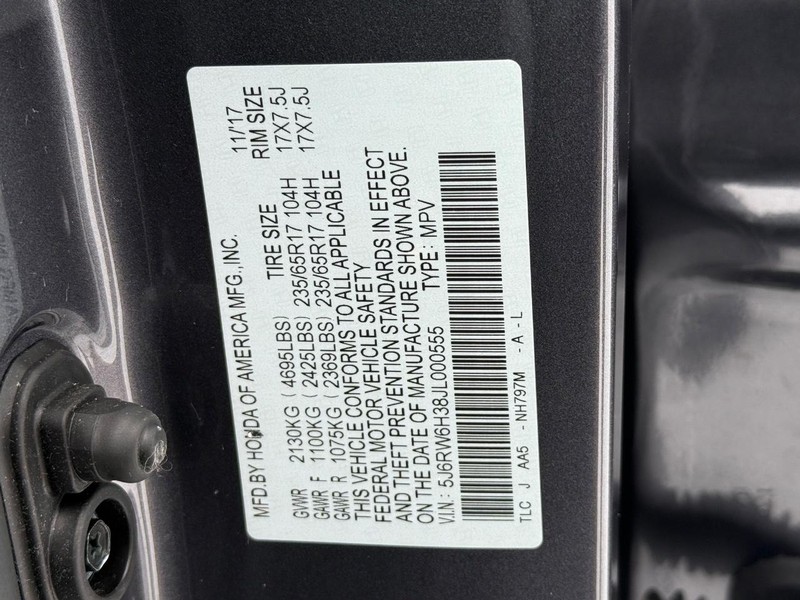 MFD.BY HONDA OF AMERICA MFG.,INC. 11/17
TIRE SIZE RIM SIZE
GVWR 2130KG ( 4695LBS)
GAWR F 1100KG ( 2425LBS) 235/65R17 104H 17X7.5J
GAWR R 1075KG ( 2369LBS) 235/65R17 104H 17X7.5J
THIS VEHICLE CONFORMS TO ALL APPLICABLE
FEDERAL MOTOR VEHICLE SAFETY
AND THEFT PREVENTION STANDARDS IN EFFECT
ON THE DATE OF MANUFACTURE SHOWN ABOVE.
V.I.N.: 5J6RW6H38JL000555 TYPE: MPV
TLC J AA5 - NH797M - A - L